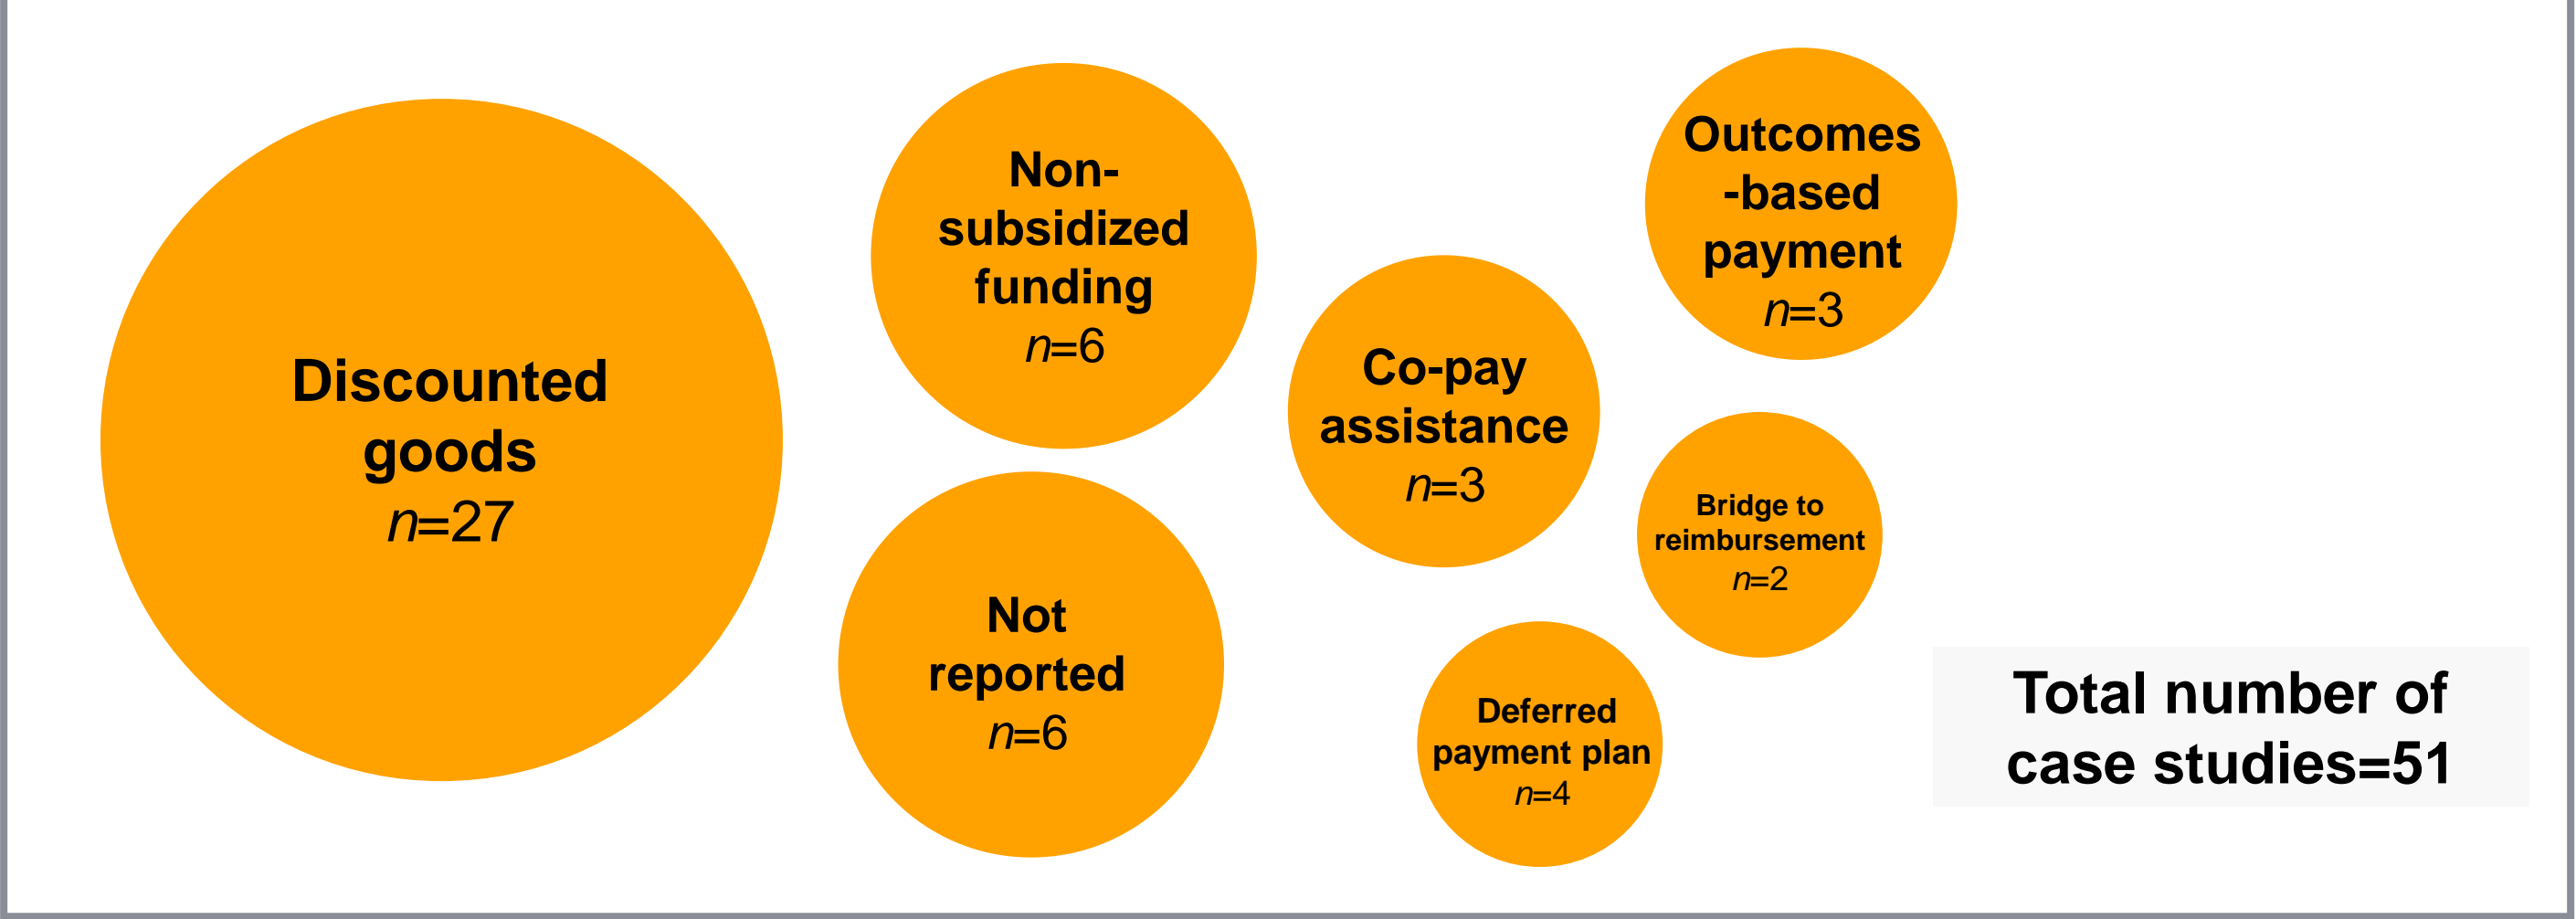 Discounted
goods
n=27
Non-
subsidized
funding
n=6
Not
reported
n=6
Co-pay
assistance
n=3
Outcomes
-based
payment
n=3
Bridge to
reimbursement
n=2
Deferred
payment plan
n=4
Total number of
case studies=51